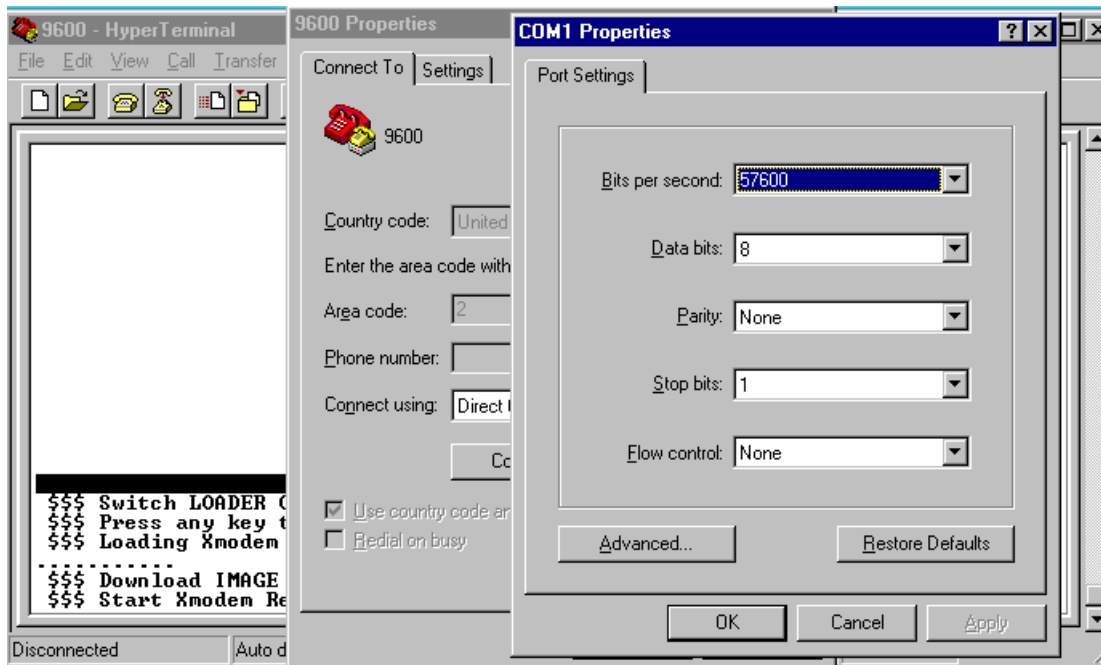 9600 - HyperTerminal
File Edit View Call Transfer
$$$ Switch LOADER
$$$ Press any key
$$$ Loading Xmodem
...........
$$$ Download IMAGE
$$$ Start Xmodem
Disconnected
Auto
9600 Properties
Connect To
Settings
9600
Country code: United
Enter the area code with
Area code: 2
Phone number:
Connect using: Direct
Use country code
Redial on busy
COM1 Properties
Port Settings
Bits per second: 57600
Data bits: 8
Parity: None
Stop bits: 1
Flow control: None
Advanced...
Restore Defaults
OK
Cancel
Apply